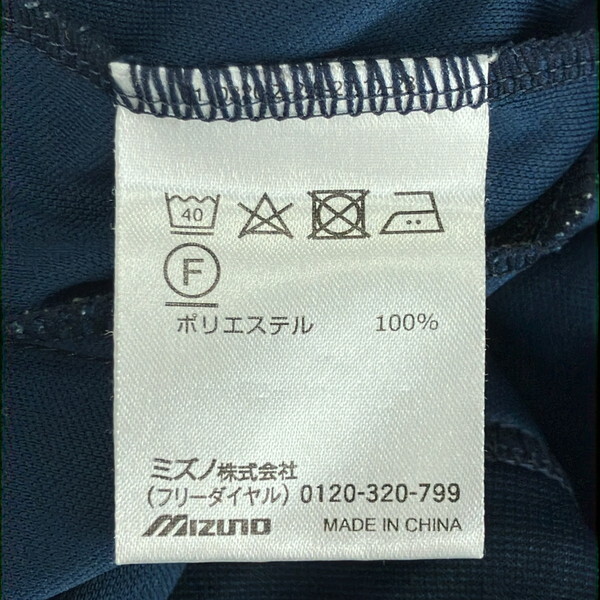 40
F
ポリエステル 100%
ミズノ株式会社
(フリーダイヤル) 0120-320-799
MIZUNO MADE IN CHINA